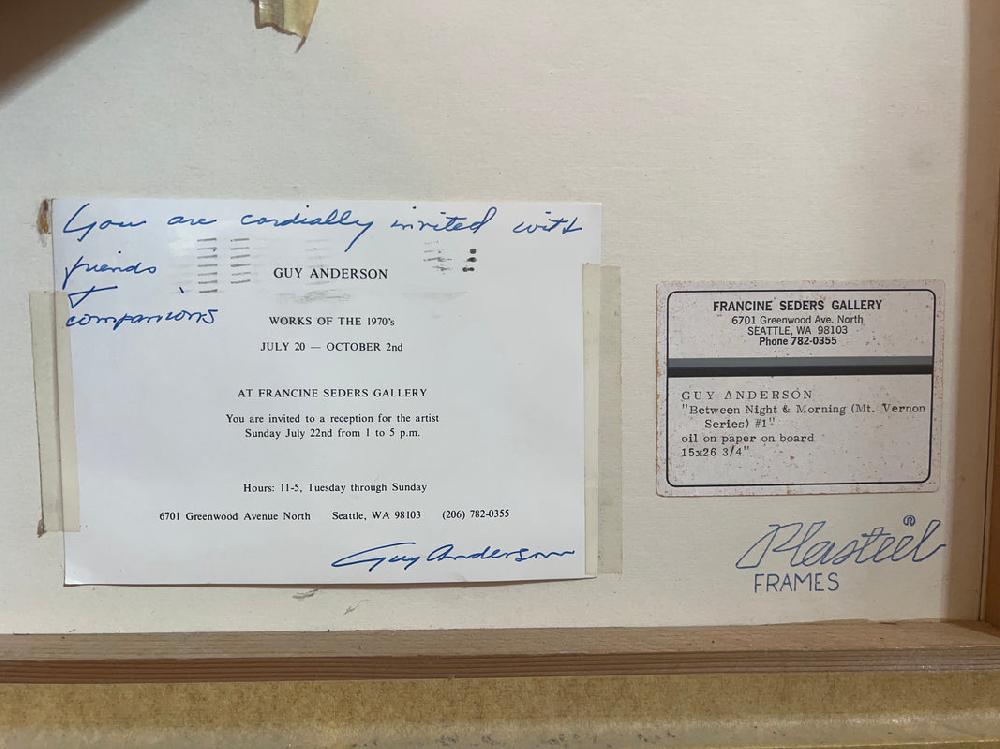 You are cordially invited with
friends
&
companions
GUY ANDERSON
WORKS OF THE 1970's
JULY 20 — OCTOBER 2nd
AT FRANCINE SEDERS GALLERY
You are invited to a reception for the artist
Sunday July 22nd from 1 to 5 p.m.
Hours: 11-5, Tuesday through Sunday
6701 Greenwood Avenue North Seattle, WA 98103 (206) 782-0355
Guy Anderson
FRANCINE SEDERS GALLERY
6701 Greenwood Ave. North
SEATTLE, WA 98103
Phone 782-0355
GUY ANDERSON
"Between Night & Morning (Mt. Vernon
Series) #1"
oil on paper on board
15x26 3/4"
Plasteel®
FRAMES